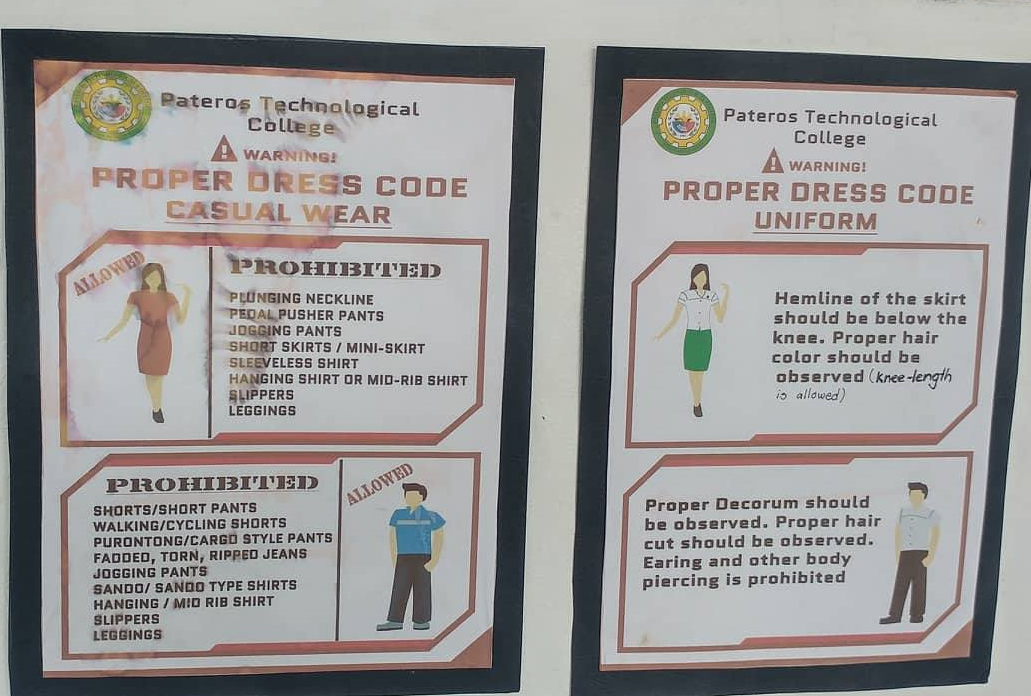 Pateros Technological
College
WARNING!
PROPER DRESS CODE
CASUAL WEAR
ALLOWED
PROHIBITED
PLUNGING NECKLINE
PEDAL PUSHER PANTS
JOGGING PANTS
SHORT SKIRTS / MINI-SKIRT
SLEEVELESS SHIRT
HANGING SHIRT OR MID-RIB SHIRT
SLIPPERS
LEGGINGS
PROHIBITED
SHORTS/SHORT PANTS
WALKING/CYCLING SHORTS
PURONTONG/CARGO STYLE PANTS
FADDED, TORN, RIPPED JEANS
JOGGING PANTS
SANDO/ SANDO TYPE SHIRTS
HANGING / MID RIB SHIRT
SLIPPERS
LEGGINGS
ALLOWED
Pateros Technological
College
WARNING!
PROPER DRESS CODE
UNIFORM
Hemline of the skirt
should be below the
knee. Proper hair
color should be
observed (knee-length
is allowed)
Proper Decorum should
be observed. Proper hair
cut should be observed.
Earing and other body
piercing is prohibited